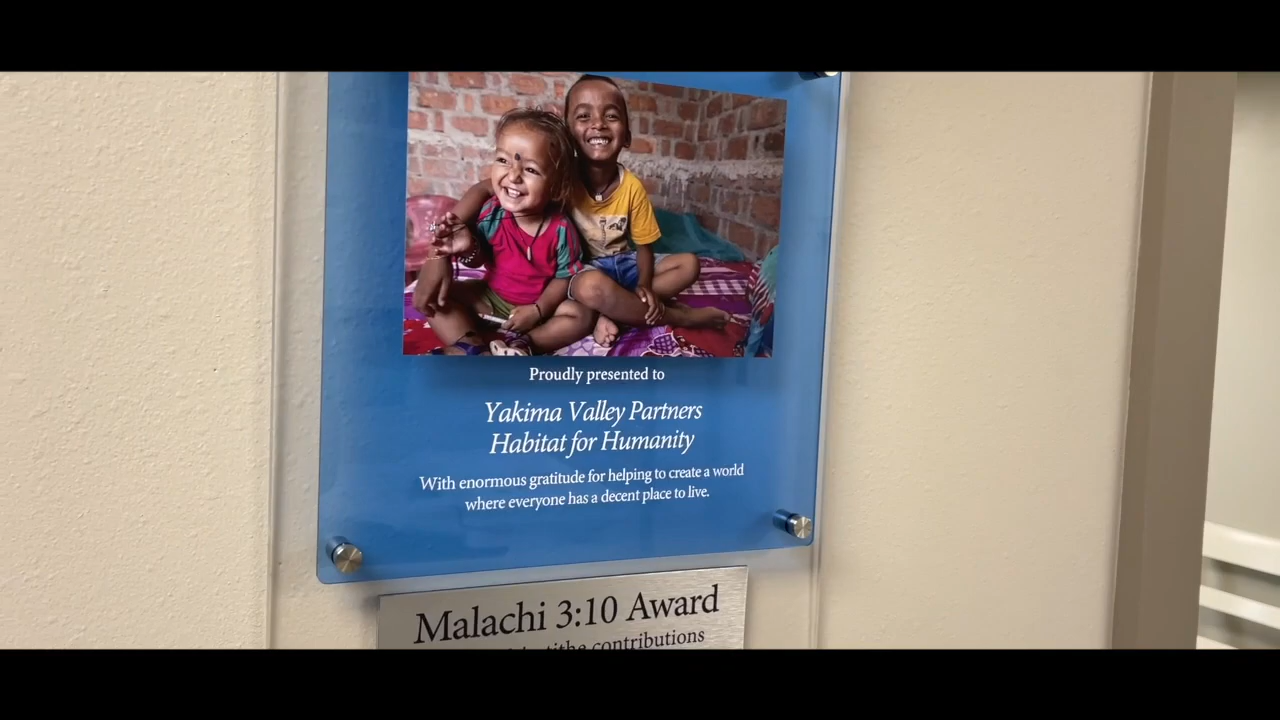 Proudly presented to
Yakima Valley Partners
Habitat for Humanity
With enormous gratitude for helping to create a world
where everyone has a decent place to live.
Malachi 3:10 Award
tithe contributions